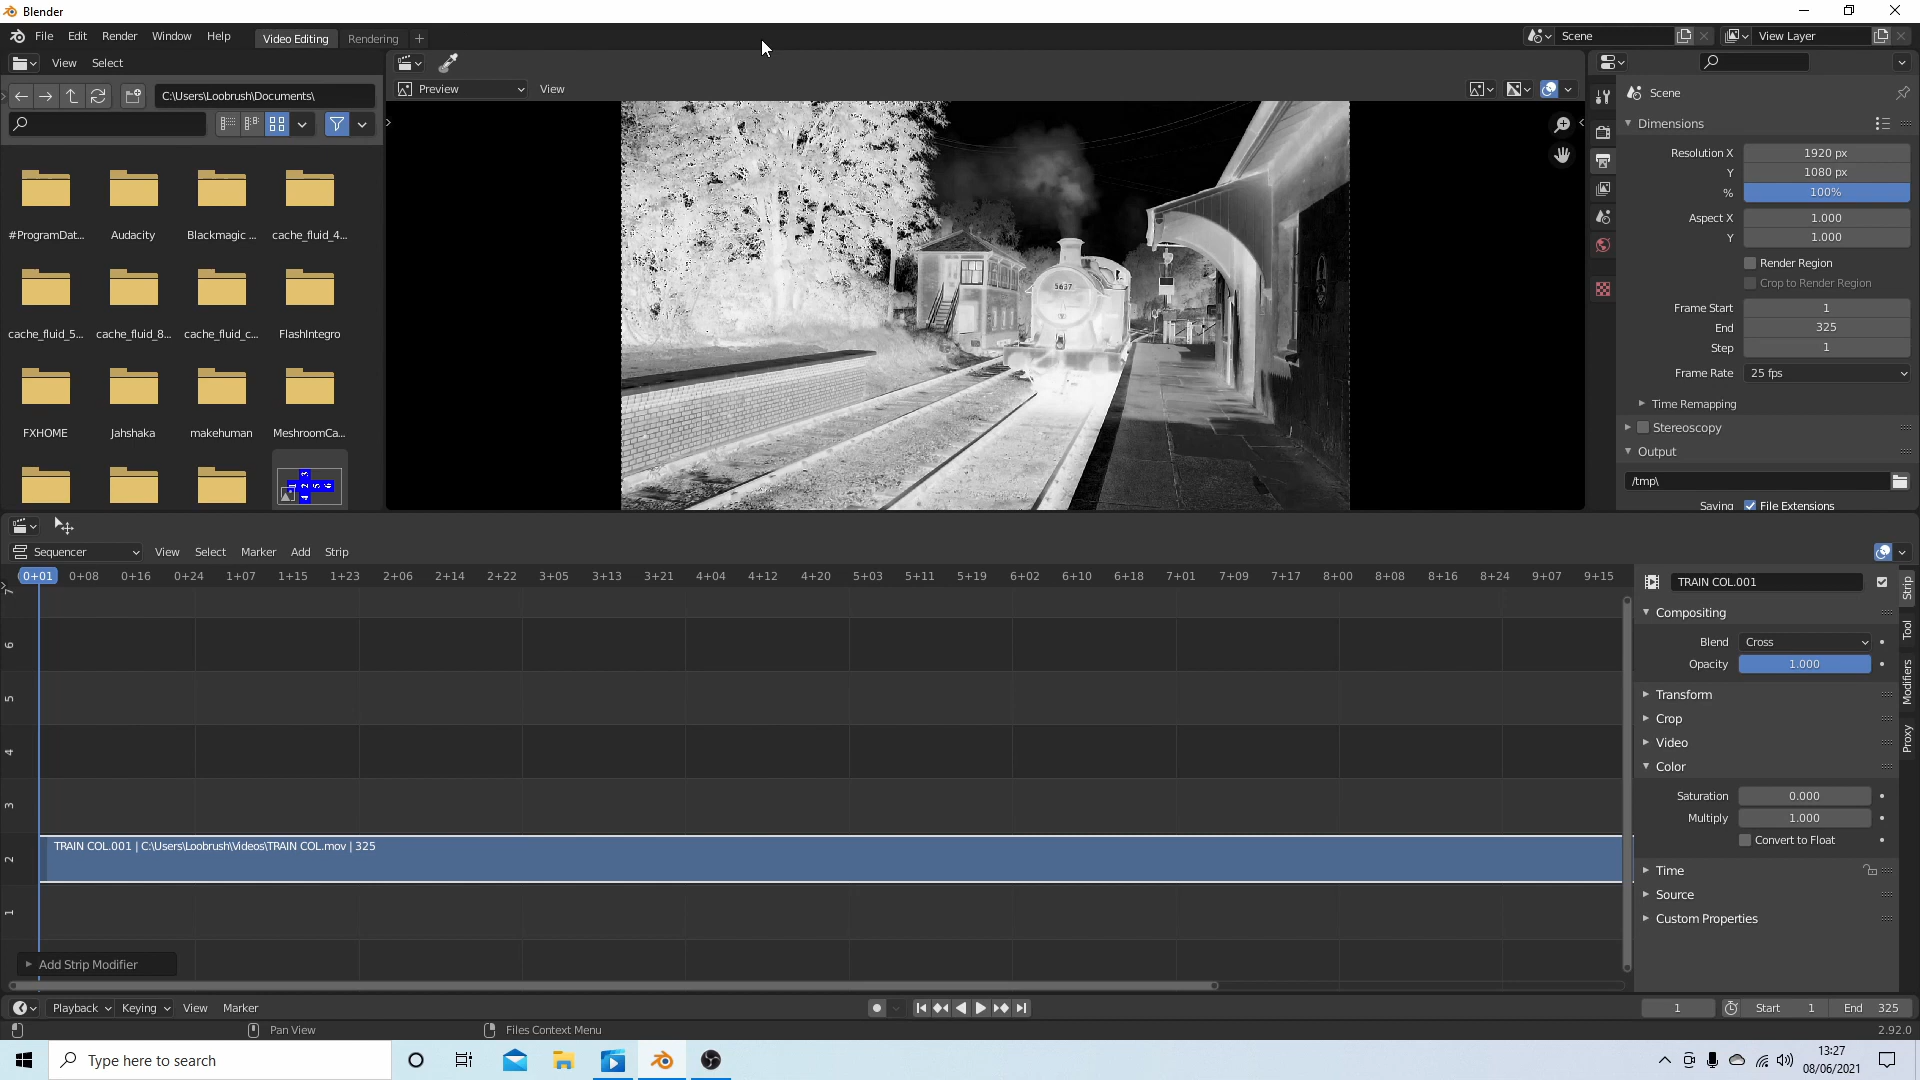 Blender
File Edit Render Window Help Video Editing Rendering + Scene View Layer
View Select
C:\Users\Loobrush\Documents\
Preview View
#ProgramDat... Audacity Blackmagic ... cache_fluid_4...
cache_fluid_5... cache_fluid_8... cache_fluid_c... FlashIntegro
FXHOME Jahshaka makehuman MeshroomCa...
5637
Scene
Dimensions
Resolution X 1920 px
Y 1080 px
% 100%
Aspect X 1.000
Y 1.000
Render Region
Crop to Render Region
Frame Start 1
End 325
Step 1
Frame Rate 25 fps
Time Remapping
Stereoscopy
Output
/tmp\
Saving File Extensions
Sequencer View Select Marker Add Strip
0+01 0+08 0+16 0+24 1+07 1+15 1+23 2+06 2+14 2+22 3+05 3+13 3+21 4+04 4+12 4+20 5+03 5+11 5+19 6+02 6+10 6+18 7+01 7+09 7+17 8+00 8+08 8+16 8+24 9+07 9+15
7
6
5
4
3
2
1
TRAIN COL.001 | C:\Users\Loobrush\Videos\TRAIN COL.mov | 325
Add Strip Modifier
TRAIN COL.001
Compositing
Blend Cross
Opacity 1.000
Transform
Crop
Video
Color
Saturation 0.000
Multiply 1.000
Convert to Float
Time
Source
Custom Properties
Strip
Tool
Modifiers
Proxy
Playback Keying View Marker 1 Start 1 End 325
Pan View Files Context Menu 2.92.0
Type here to search
13:27
08/06/2021